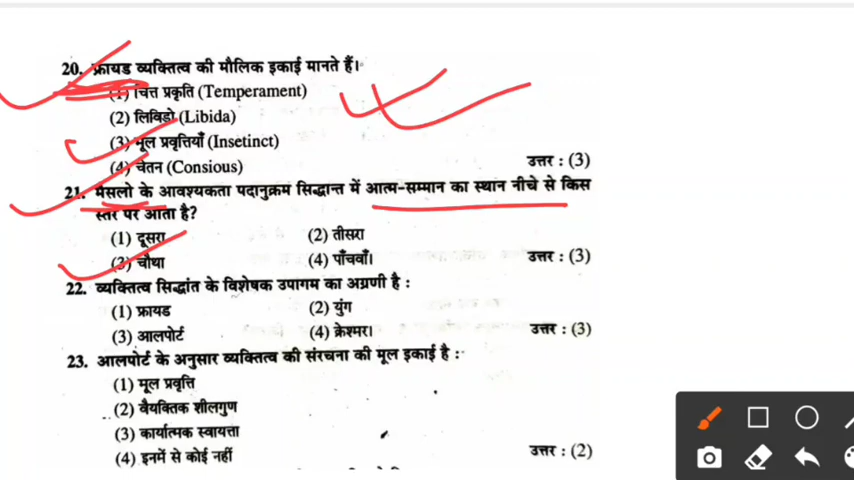 20. फ्रायड व्यक्तित्व की मौलिक इकाई मानते हैं।
(1) चित्त प्रकृति (Temperament)
(2) लिविडो (Libida)
(3) मूल प्रवृत्तियाँ (Insetinct)
(4) चेतन (Consious) उत्तर : (3)
21. मैसलो के आवश्यकता पदानुक्रम सिद्धान्त में आत्म-सम्मान का स्थान नीचे से किस
स्तर पर आता है?
(1) दूसरा (2) तीसरा
(3) चौथा (4) पाँचवाँ। उत्तर : (3)
22. व्यक्तित्व सिद्धांत के विशेषक उपागम का अग्रणी है :
(1) फ्रायड (2) युंग
(3) आलपोर्ट (4) क्रेश्मर। उत्तर : (3)
23. आलपोर्ट के अनुसार व्यक्तित्व की संरचना की मूल इकाई है :
(1) मूल प्रवृत्ति
(2) वैयक्तिक शीलगुण
(3) कार्यात्मक स्वायत्ता
(4) इनमें से कोई नहीं उत्तर : (2)